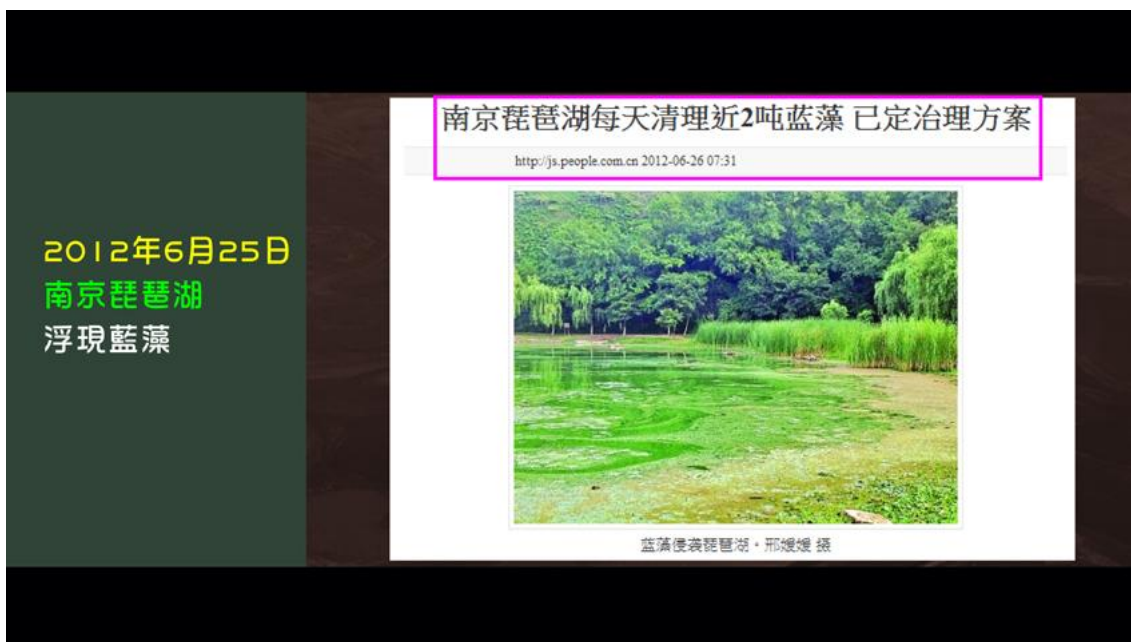 2012年6月25日
南京琵琶湖
浮現藍藻
南京琵琶湖每天清理近2吨蓝藻 已定治理方案
http://js.people.com.cn 2012-06-26 07:31
蓝藻侵袭琵琶湖。邢媛媛 摄